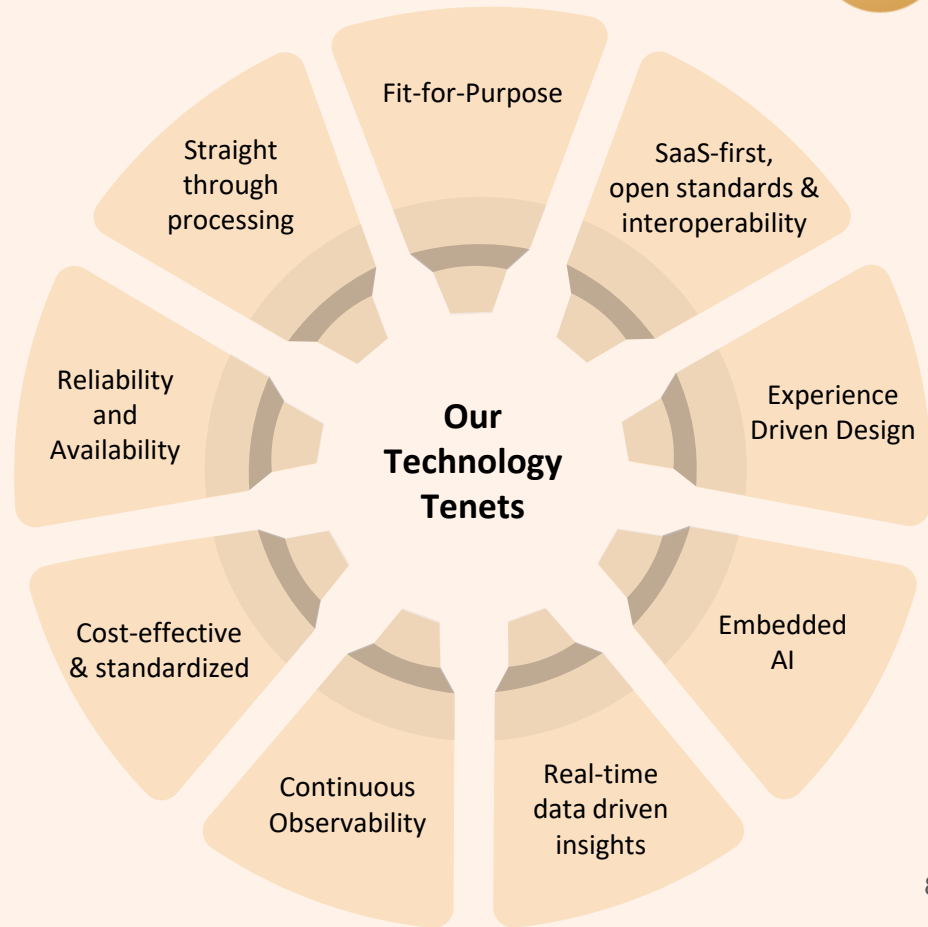 Fit-for-Purpose
SaaS-first,
open standards &
interoperability
Experience
Driven Design
Embedded
AI
Real-time
data driven
insights
Continuous
Observability
Cost-effective
& standardized
Reliability
and
Availability
Straight
through
processing
Our
Technology
Tenets